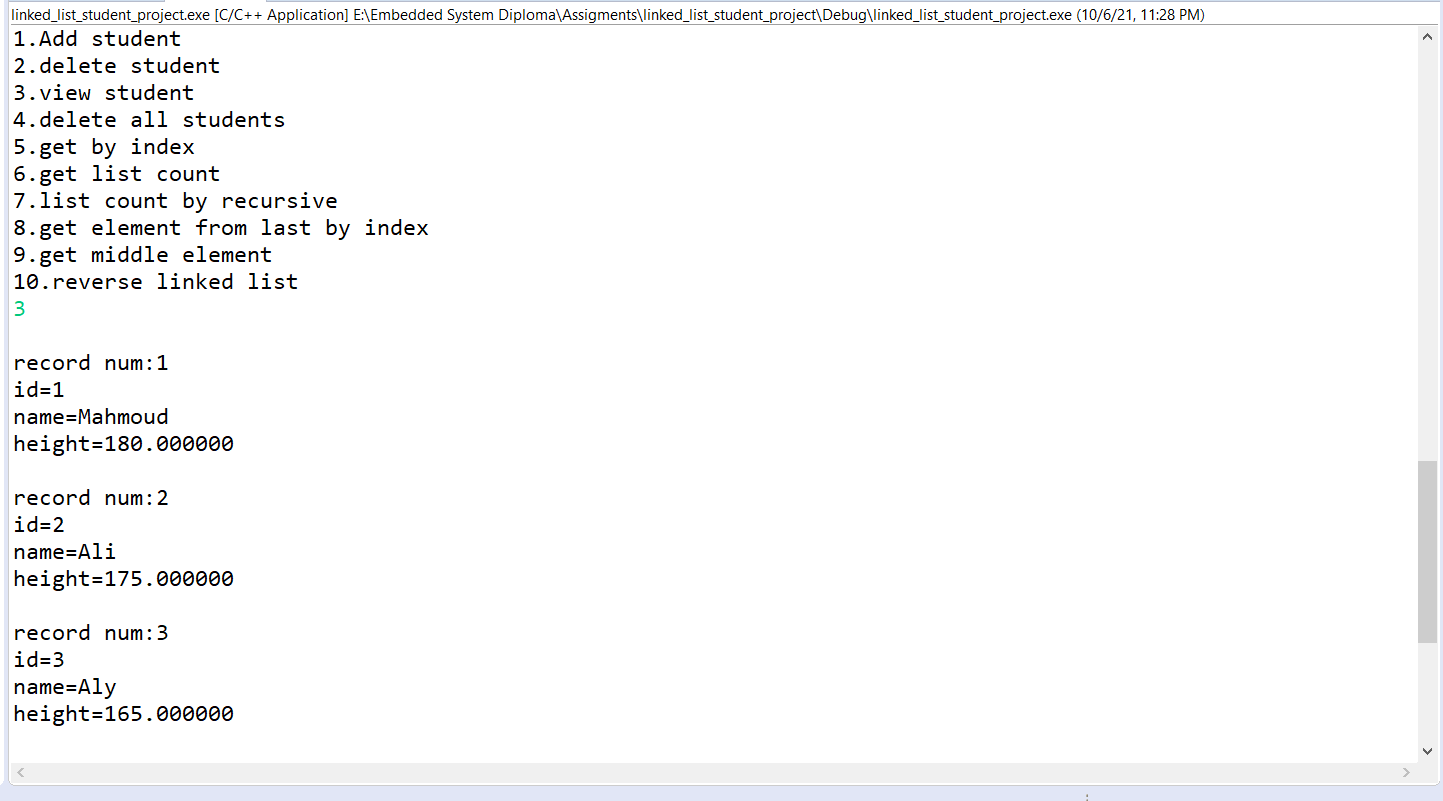 linked_list_student_project.exe [C/C++ Application] E:\Embedded System Diploma\Assigments\linked_list_student_project\Debug\linked_list_student_project.exe (10/6/21, 11:28 PM)
1.Add student
2.delete student
3.view student
4.delete all students
5.get by index
6.get list count
7.list count by recursive
8.get element from last by index
9.get middle element
10.reverse linked list
3
record num:1
id=1
name=Mahmoud
height=180.000000
record num:2
id=2
name=Ali
height=175.000000
record num:3
id=3
name=Aly
height=165.000000